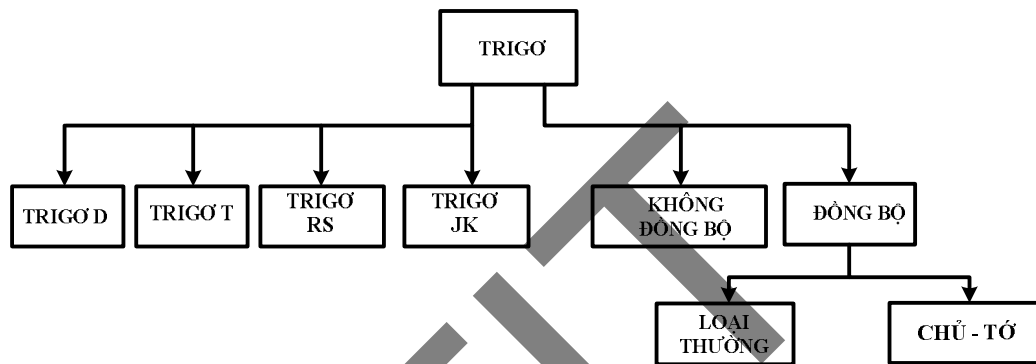 TRIGƠ
TRIGƠ D
TRIGƠ T
TRIGƠ
RS
TRIGƠ
JK
KHÔNG
ĐỒNG BỘ
ĐỒNG BỘ
LOẠI
THƯỜNG
CHỦ - TỚ